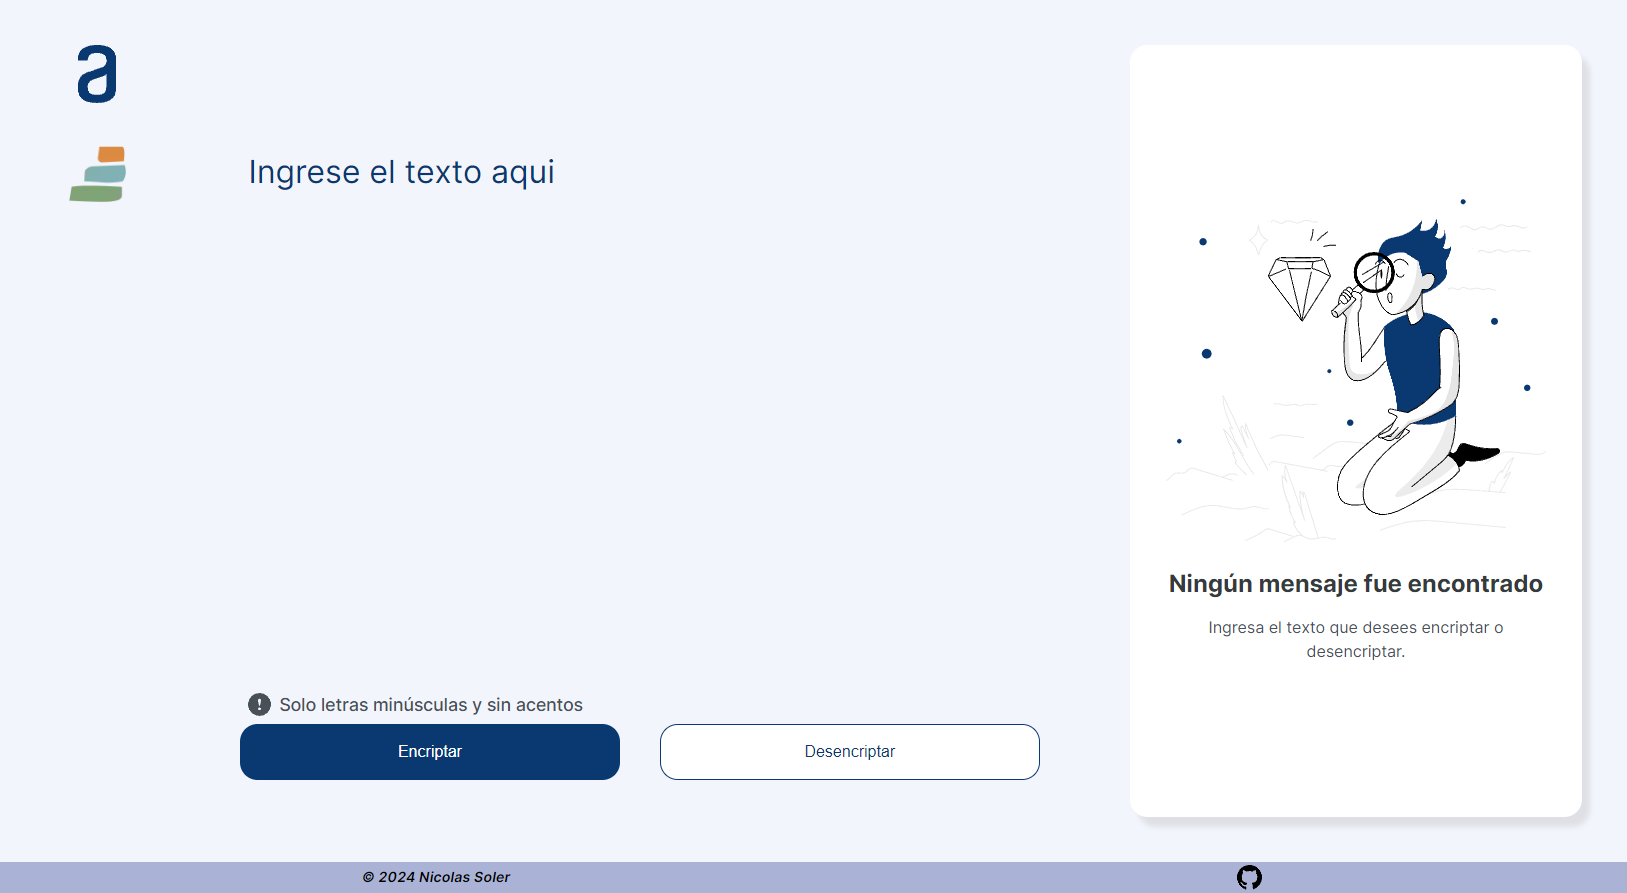 a
Ingrese el texto aqui
Ningún mensaje fue encontrado
Ingresa el texto que desees encriptar o
desencriptar.
! Solo letras minúsculas y sin acentos
Encriptar
Desencriptar
© 2024 Nicolas Soler